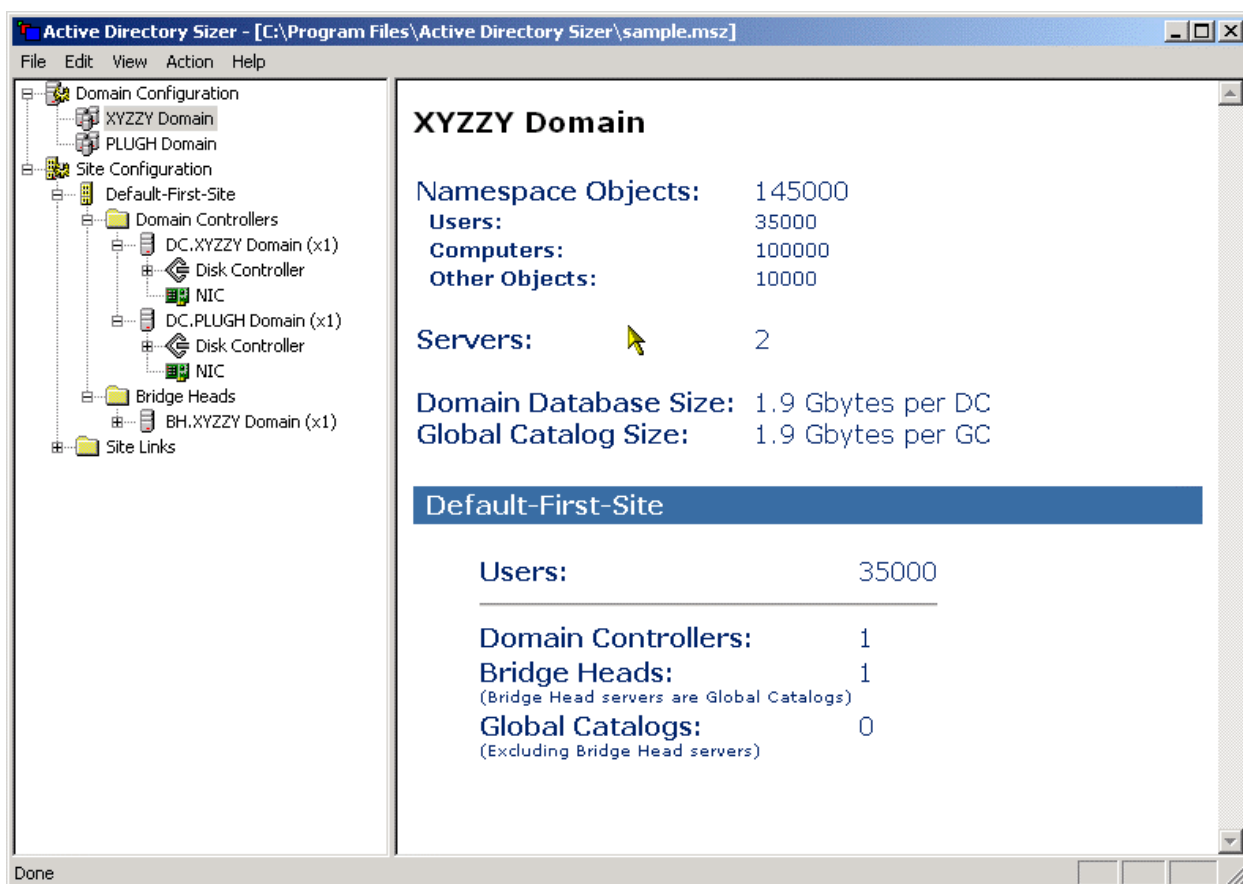 Active Directory Sizer - [C:\Program Files\Active Directory Sizer\sample.msz]
File Edit View Action Help
Domain Configuration
XYZZY Domain
PLUGH Domain
Site Configuration
Default-First-Site
Domain Controllers
DC.XYZZY Domain (x1)
Disk Controller
NIC
DC.PLUGH Domain (x1)
Disk Controller
NIC
Bridge Heads
BH.XYZZY Domain (x1)
Site Links
XYZZY Domain
Namespace Objects: 145000
Users: 35000
Computers: 100000
Other Objects: 10000
Servers: 2
Domain Database Size: 1.9 Gbytes per DC
Global Catalog Size: 1.9 Gbytes per GC
Default-First-Site
Users: 35000
Domain Controllers: 1
Bridge Heads: 1
(Bridge Head servers are Global Catalogs)
Global Catalogs: 0
(Excluding Bridge Head servers)
Done